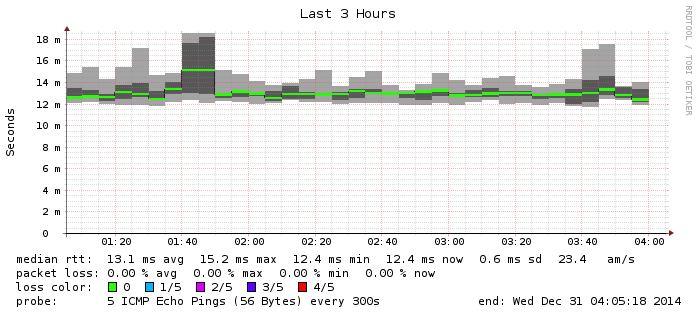 Last 3 Hours
RRDTOOL / TOBI OETIKER
Seconds
18 m
16 m
14 m
12 m
10 m
8 m
6 m
4 m
2 m
0
01:20 01:40 02:00 02:20 02:40 03:00 03:20 03:40 04:00
median rtt: 13.1 ms avg 15.2 ms max 12.4 ms min 12.4 ms now 0.6 ms sd 23.4 am/s
packet loss: 0.00 % avg 0.00 % max 0.00 % min 0.00 % now
loss color: 0 1/5 2/5 3/5 4/5
probe: 5 ICMP Echo Pings (56 Bytes) every 300s end: Wed Dec 31 04:05:18 2014